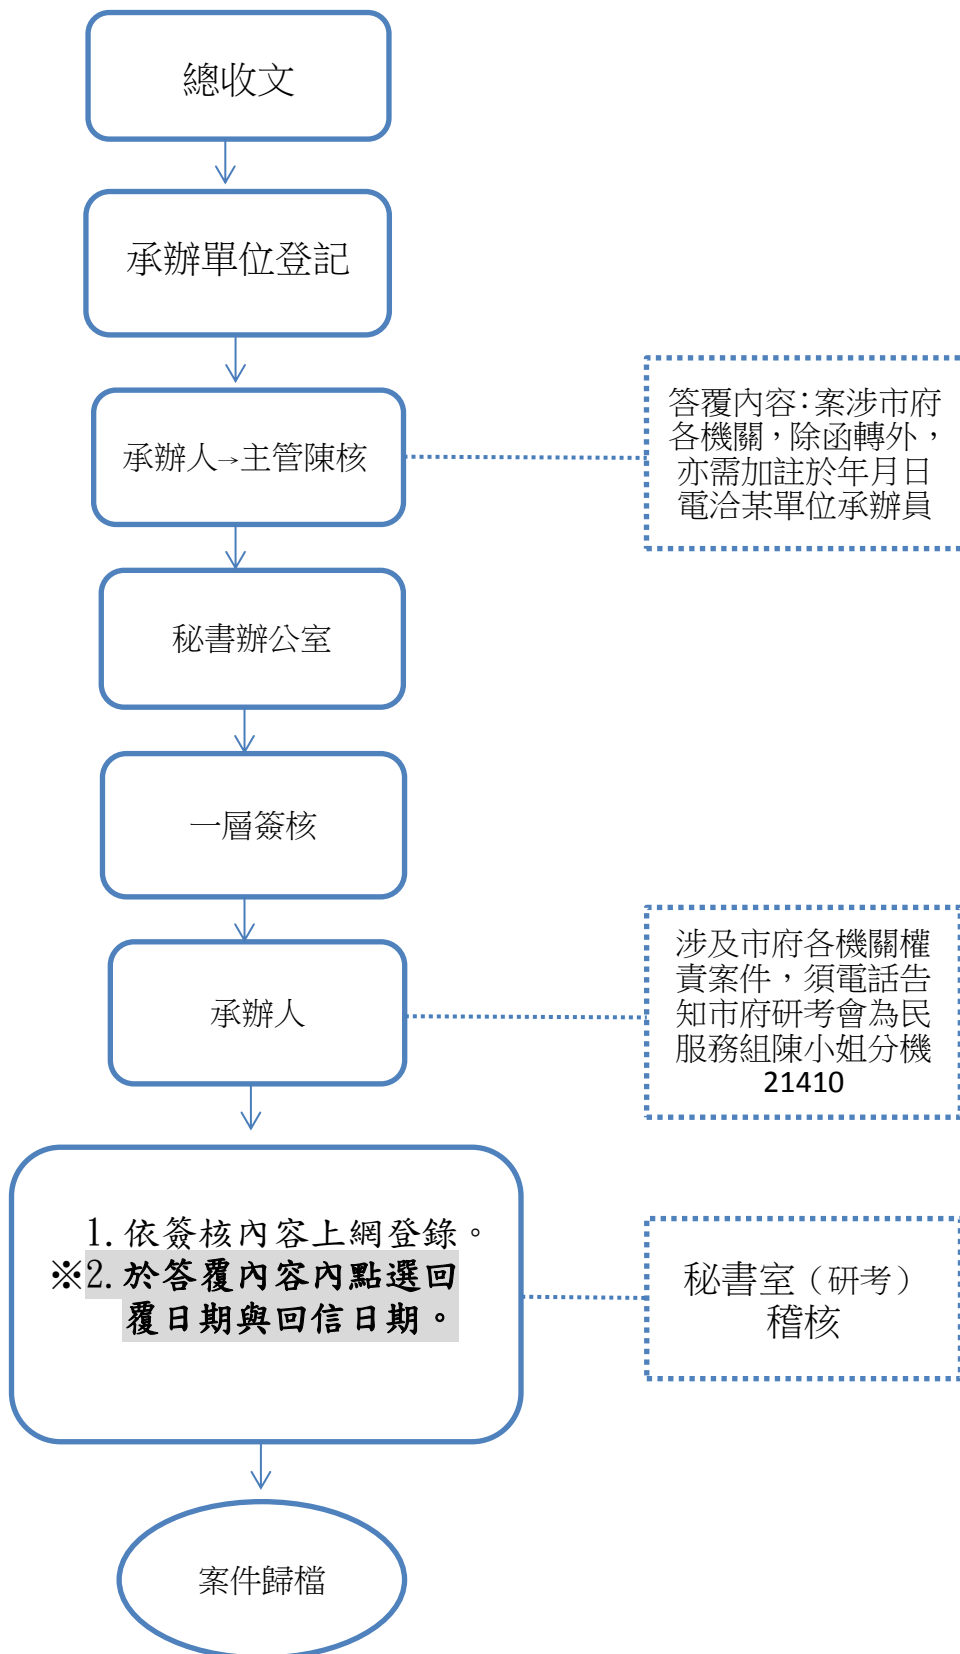 總收文
承辦單位登記
承辦人→主管陳核
答覆內容：案涉市府
各機關，除函轉外，
亦需加註於年月日
電洽某單位承辦員
秘書辦公室
一層簽核
承辦人
涉及市府各機關權
責案件，須電話告
知市府研考會為民
服務組陳小姐分機
21410
1. 依簽核內容上網登錄。
※2. 於答覆內容內點選回
覆日期與回信日期。
秘書室（研考）
稽核
案件歸檔